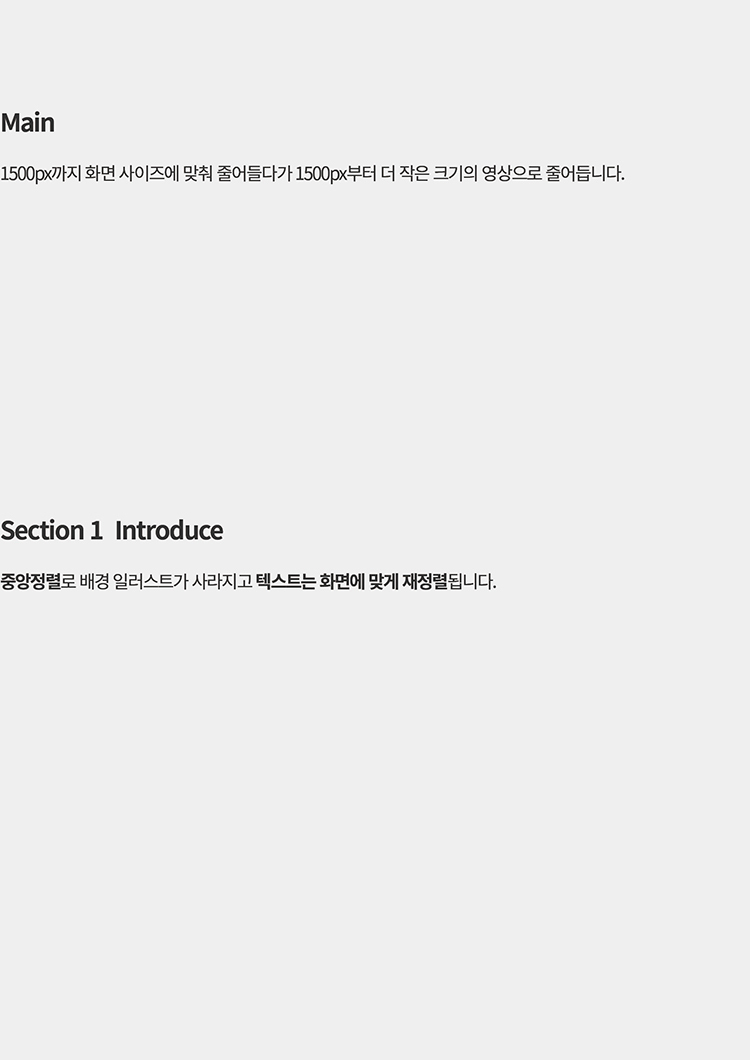 Main
1500px까지 화면 사이즈에 맞춰 줄어들다가 1500px부터 더 작은 크기의 영상으로 줄어듭니다.
Section 1 Introduce
중앙정렬로 배경 일러스트가 사라지고 텍스트는 화면에 맞게 재정렬됩니다.